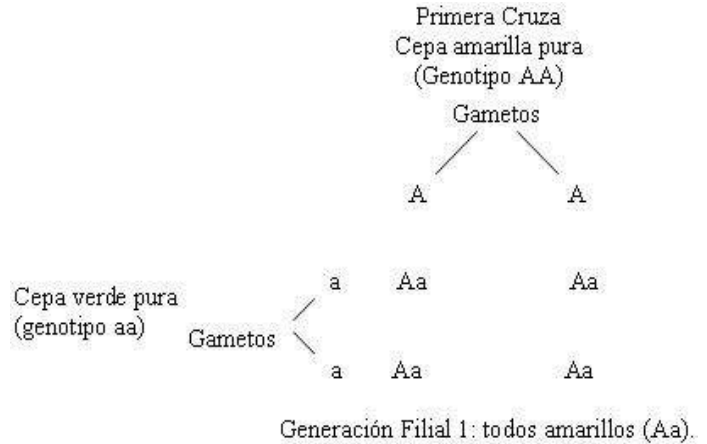 Primera Cruza
Cepa amarilla pura
(Genotipo AA)
Gametos
A A
a Aa Aa
Cepa verde pura
(genotipo aa)
Gametos
a Aa Aa
Generación Filial 1: todos amarillos (Aa).